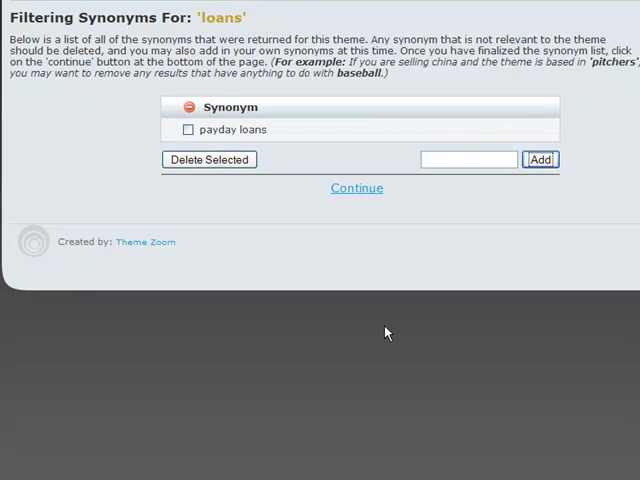 Filtering Synonyms For: 'loans'
Below is a list of all of the synonyms that were returned for this theme. Any synonym that is not relevant to the theme
should be deleted, and you may also add in your own synonyms at this time. Once you have finalized the synonym list, click
on the 'continue' button at the bottom of the page. (For example: If you are selling china and the theme is based in 'pitchers',
you may want to remove any results that have anything to do with baseball.)
Synonym
payday loans
Delete Selected Add
Continue
Created by: Theme Zoom